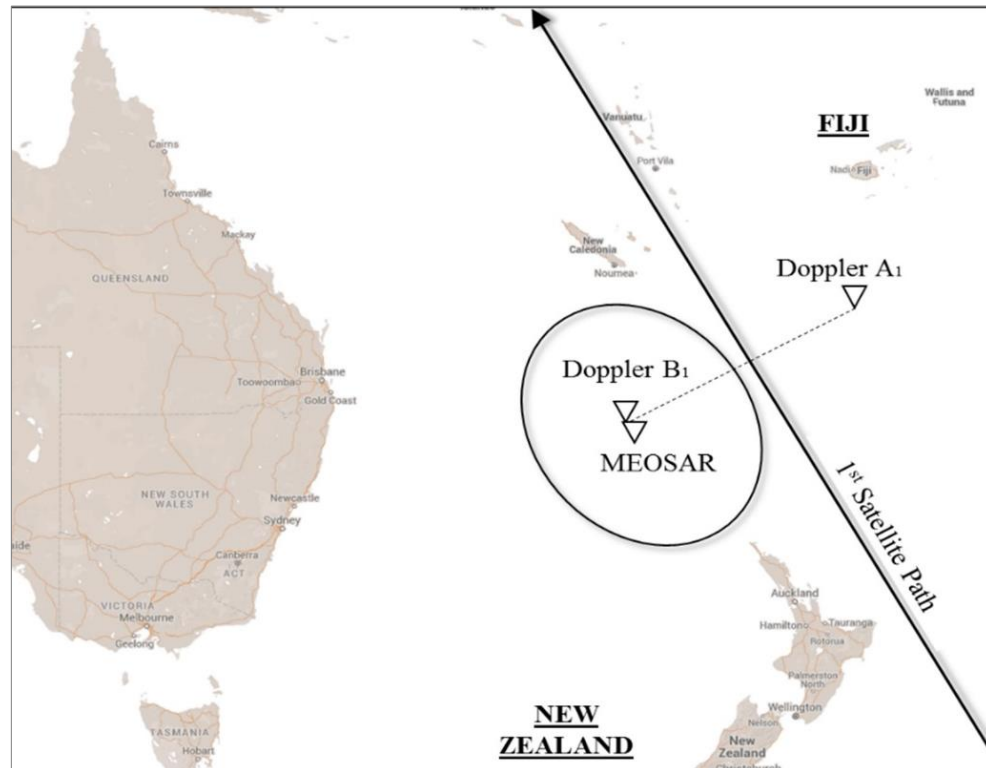 Wallis and
Futuna
Vanuatu
FIJI
Cairns
Port Vila
Fiji
Townsville
Mackay
New
Caledonia
Noumea
QUEENSLAND
Doppler A1
Doppler B1
Brisbane
Toowoomba
Gold Coast
MEOSAR
1st Satellite Path
NEW SOUTH
WALES
Newcastle
Sydney
aide
Canberra
ACT
VICTORIA
Melbourne
Geelong
Auckland
Hamilton
Tauranga
Rotorua
Palmerston
North
Wellington
Nelson
NEW
ZEALAND
TASMANIA
Hobart
New
Zealand